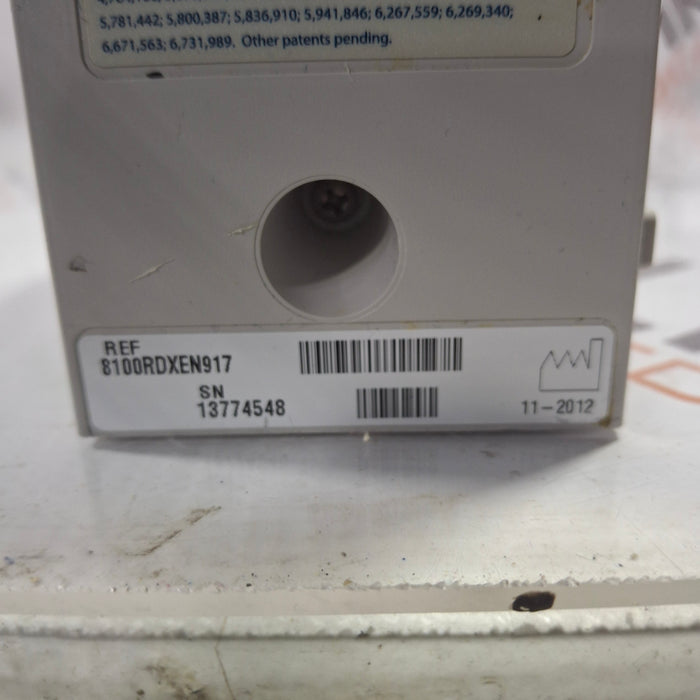 5,781,442; 5,800,387; 5,836,910; 5,941,846; 6,267,559; 6,269,340;
6,671,563; 6,731,989. Other patents pending.
REF
8100RDXEN917
SN
13774548
11-2012